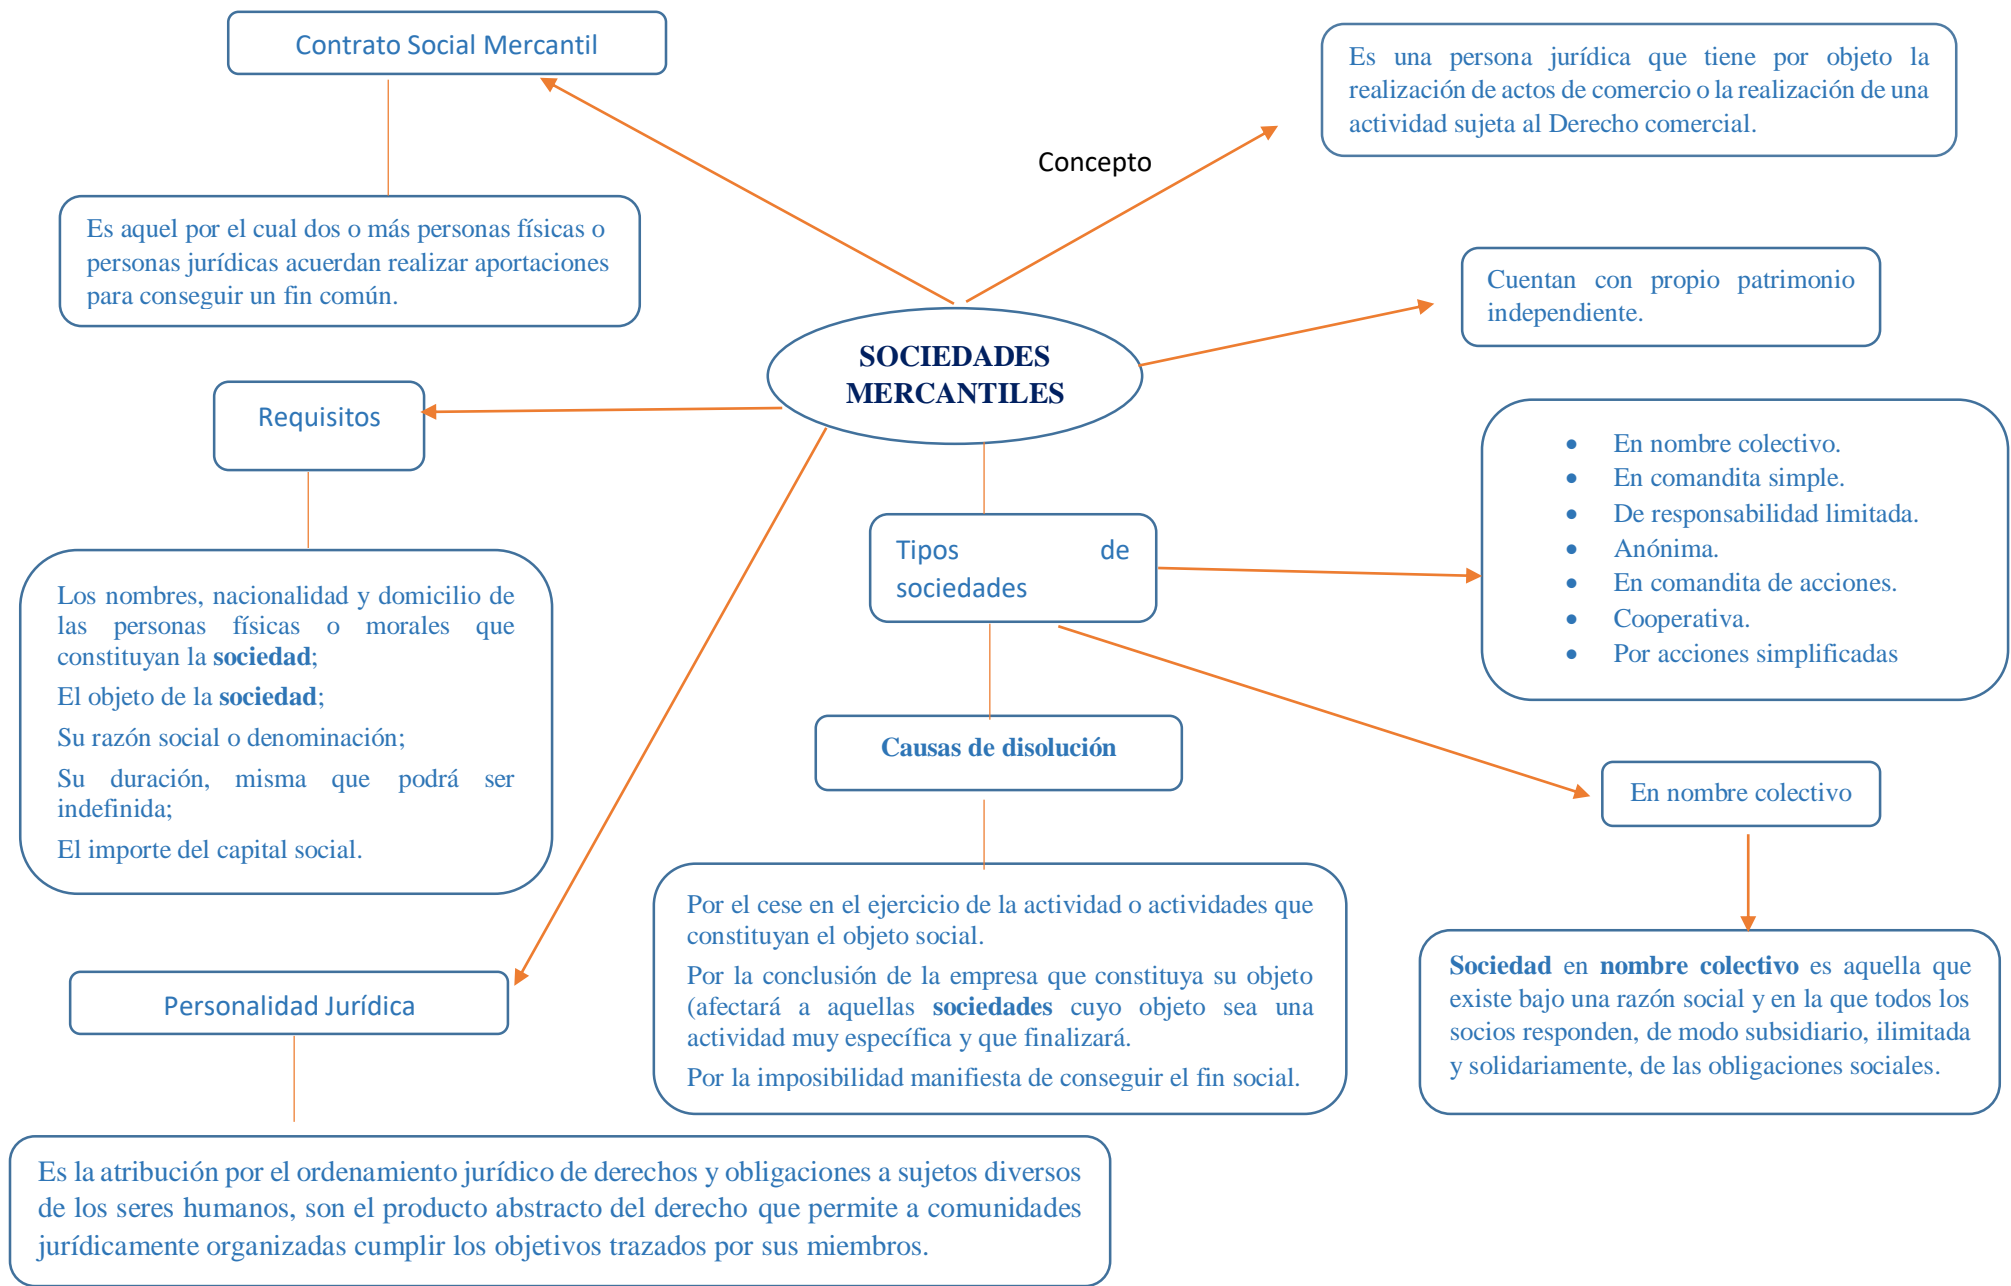 Contrato Social Mercantil
Es una persona jurídica que tiene por objeto la
realización de actos de comercio o la realización de una
actividad sujeta al Derecho comercial.
Concepto
Es aquel por el cual dos o más personas físicas o
personas jurídicas acuerdan realizar aportaciones
para conseguir un fin común.
Cuentan con propio patrimonio
independiente.
SOCIEDADES
MERCANTILES
Requisitos
• En nombre colectivo.
• En comandita simple.
• De responsabilidad limitada.
• Anónima.
• En comandita de acciones.
• Cooperativa.
• Por acciones simplificadas
Tipos de
sociedades
Los nombres, nacionalidad y domicilio de
las personas físicas o morales que
constituyan la sociedad;
El objeto de la sociedad;
Su razón social o denominación;
Su duración, misma que podrá ser
indefinida;
El importe del capital social.
Causas de disolución
En nombre colectivo
Por el cese en el ejercicio de la actividad o actividades que
constituyan el objeto social.
Por la conclusión de la empresa que constituya su objeto
(afectará a aquellas sociedades cuyo objeto sea una
actividad muy específica y que finalizará.
Por la imposibilidad manifiesta de conseguir el fin social.
Sociedad en nombre colectivo es aquella que
existe bajo una razón social y en la que todos los
socios responden, de modo subsidiario, ilimitada
y solidariamente, de las obligaciones sociales.
Personalidad Jurídica
Es la atribución por el ordenamiento jurídico de derechos y obligaciones a sujetos diversos
de los seres humanos, son el producto abstracto del derecho que permite a comunidades
jurídicamente organizadas cumplir los objetivos trazados por sus miembros.